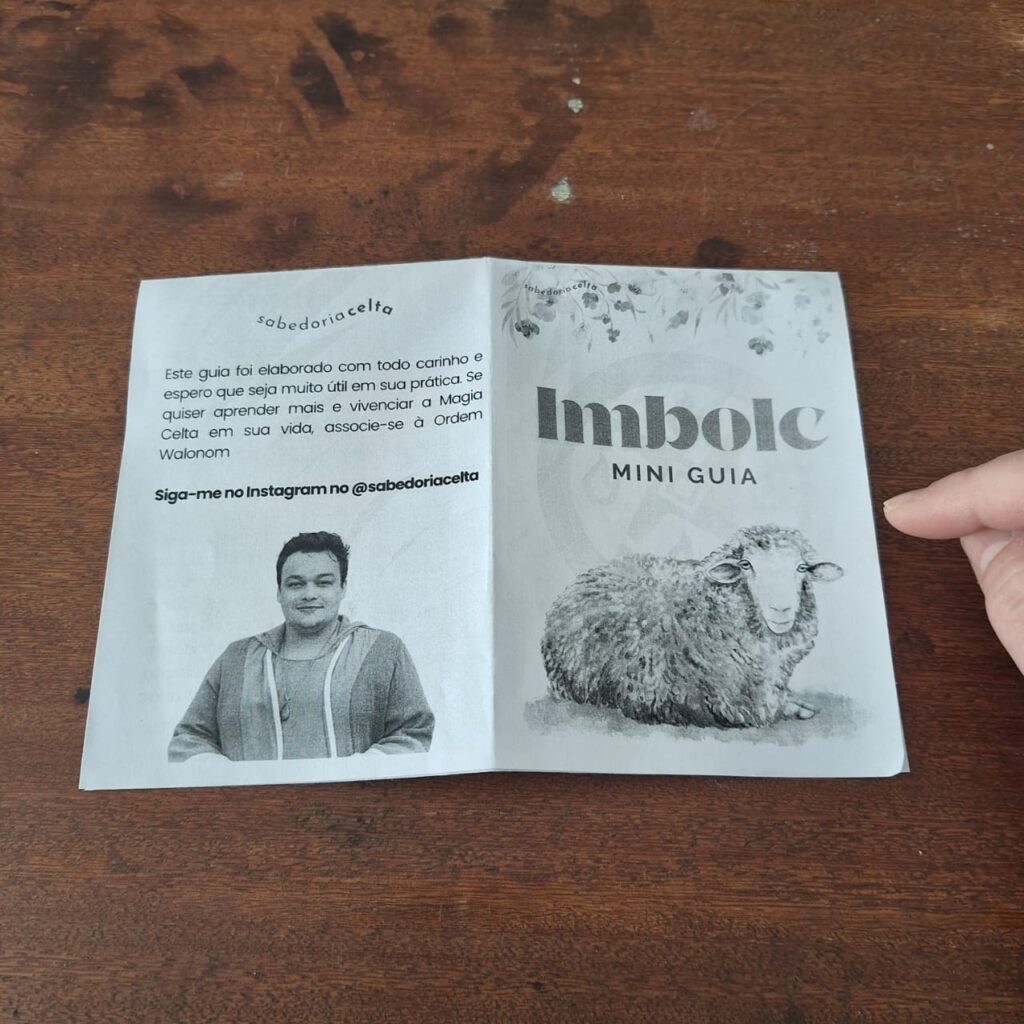 sabedoriacelta
Este guia foi elaborado com todo carinho e
espero que seja muito útil em sua prática. Se
quiser aprender mais e vivenciar a Magia
Celta em sua vida, associe-se à Ordem
Walonom
Siga-me no Instagram no @sabedoriacelta
sabedoriacelta
Imbolc
MINI GUIA